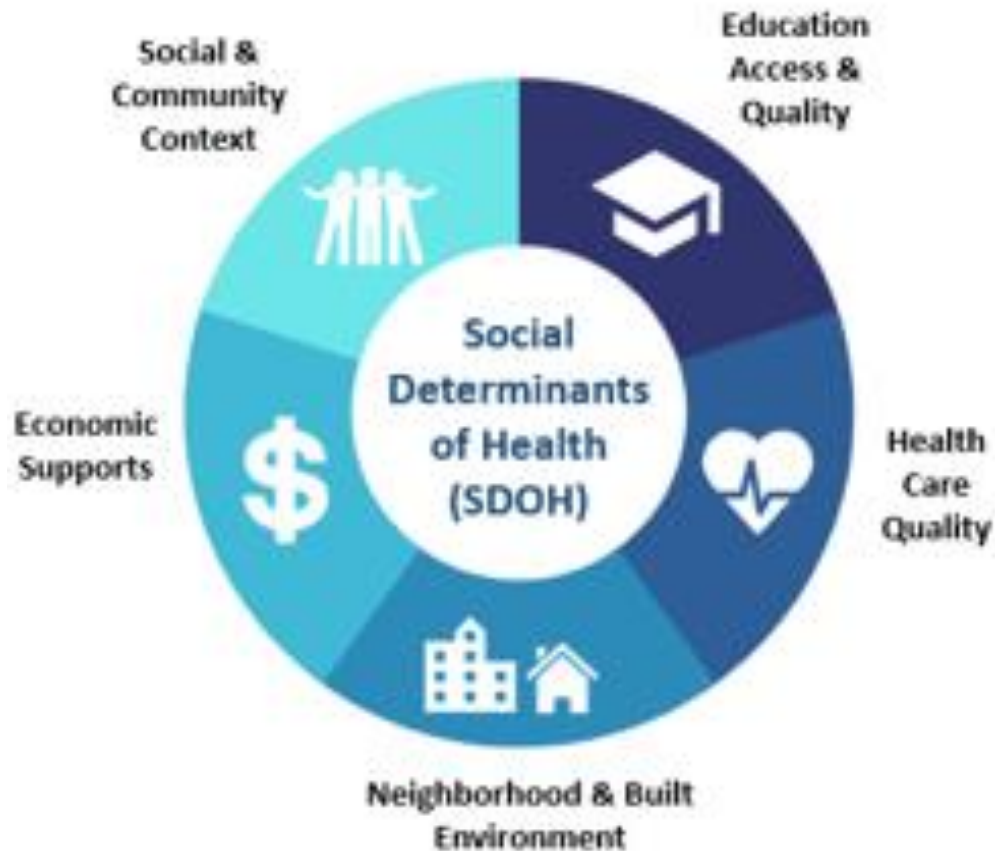 Social &
Community
Context
Education
Access &
Quality
Social
Determinants
of Health
(SDOH)
Economic
Supports
Health
Care
Quality
Neighborhood & Built
Environment